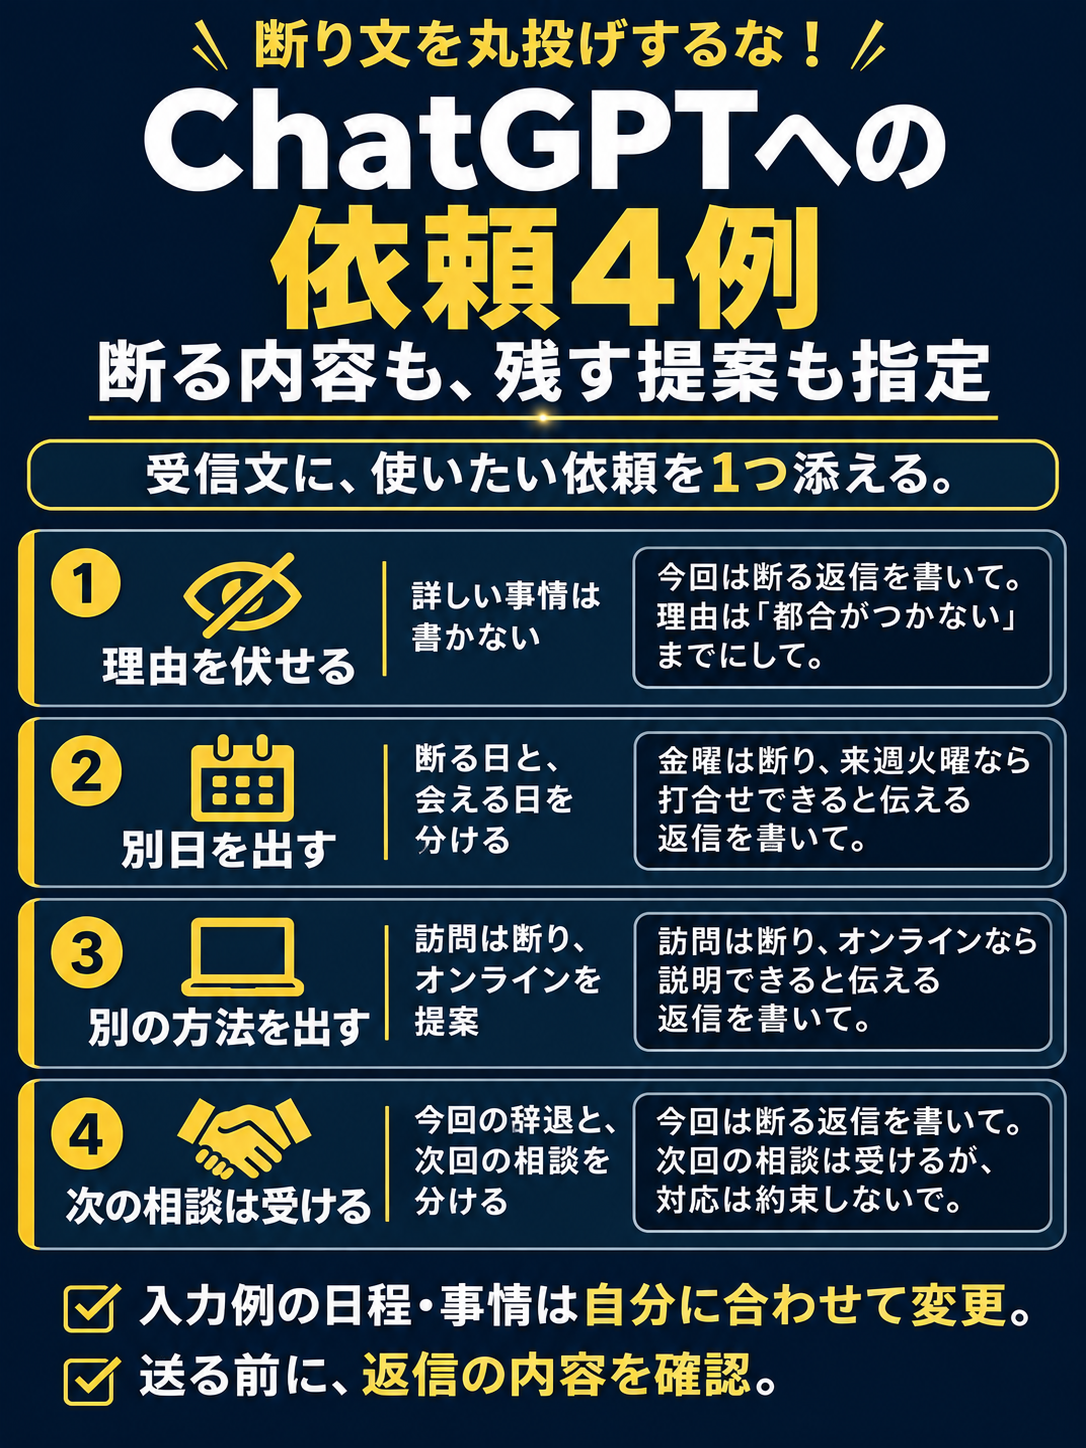 断り文を丸投げするな！
ChatGPTへの
依頼4例
断る内容も、残す提案も指定
受信文に、使いたい依頼を1つ添える。
1
理由を伏せる
詳しい事情は
書かない
今回は断る返信を書いて。
理由は「都合がつかない」
までにして。
2
別日を出す
断る日と、
会える日を
分ける
金曜は断り、来週火曜なら
打合せできると伝える
返信を書いて。
3
別の方法を出す
訪問は断り、
オンラインを
提案
訪問は断り、オンラインなら
説明できると伝える
返信を書いて。
4
次の相談は受ける
今回の辞退と、
次回の相談を
分ける
今回は断る返信を書いて。
次回の相談は受けるが、
対応は約束しないで。
入力例の日程・事情は自分に合わせて変更。
送る前に、返信の内容を確認。